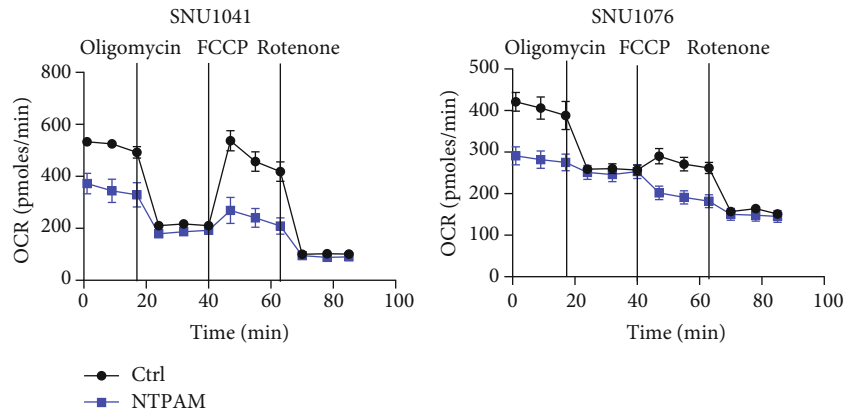 SNU1041
Oligomycin FCCP Rotenone
OCR (pmoles/min)
800
600
400
200
0
0 20 40 60 80 100
Time (min)
SNU1076
Oligomycin FCCP Rotenone
OCR (pmoles/min)
500
400
300
200
100
0
0 20 40 60 80 100
Time (min)
Ctrl
NTPAM